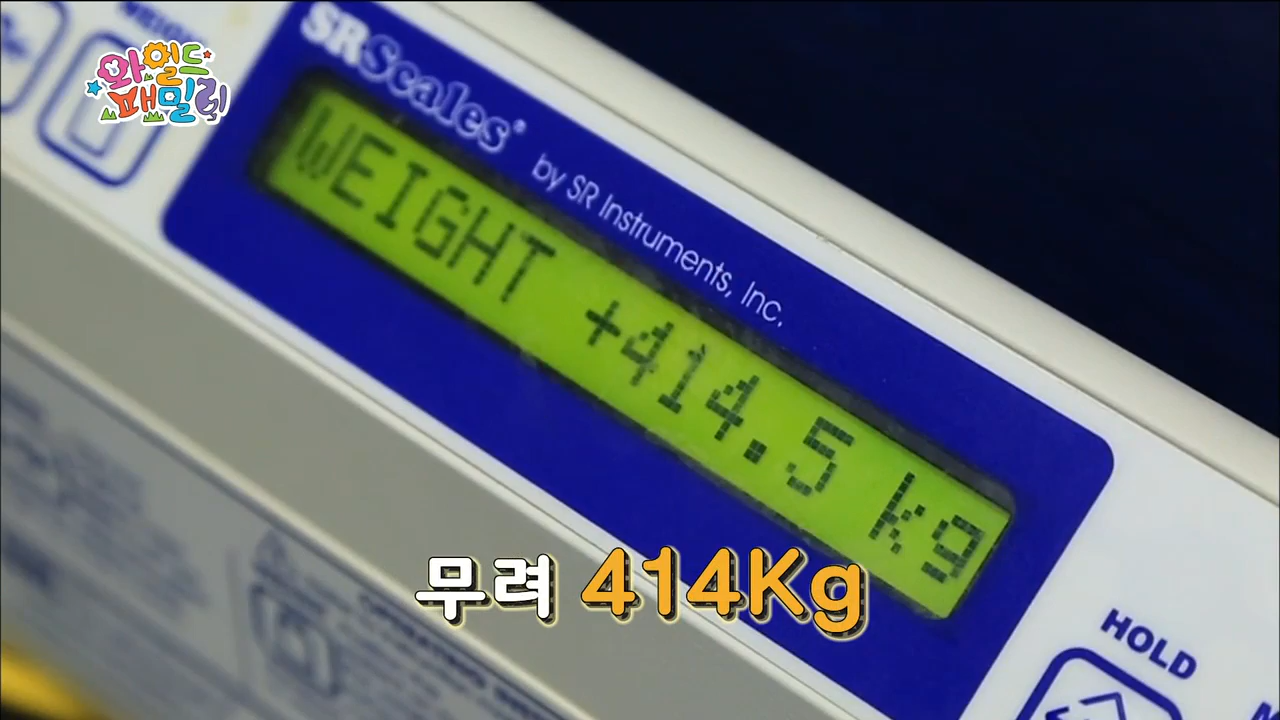 와일드
패밀리
SRScales®
by SR Instruments, Inc.
WEIGHT +414.5 kg
무려 414Kg
HOLD